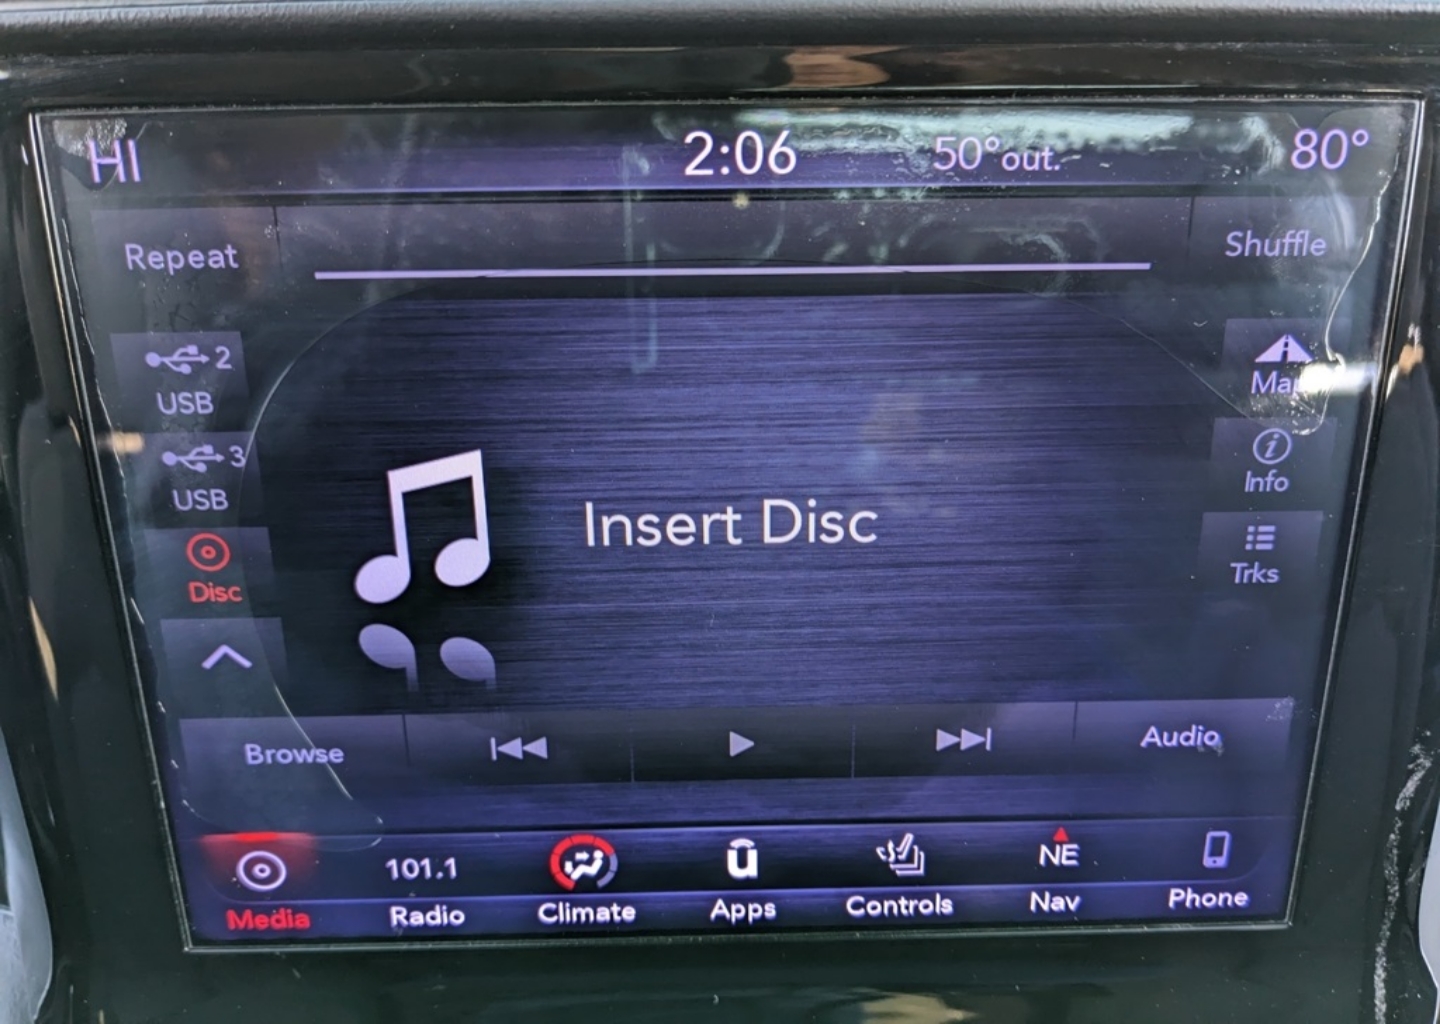 HI 2:06 50°out. 80°
Repeat
Shuffle
2
USB
Map
3
USB
Info
Insert Disc
Disc
Trks
Browse
Audio
101.1
ū
NE
Media Radio Climate Apps Controls Nav Phone